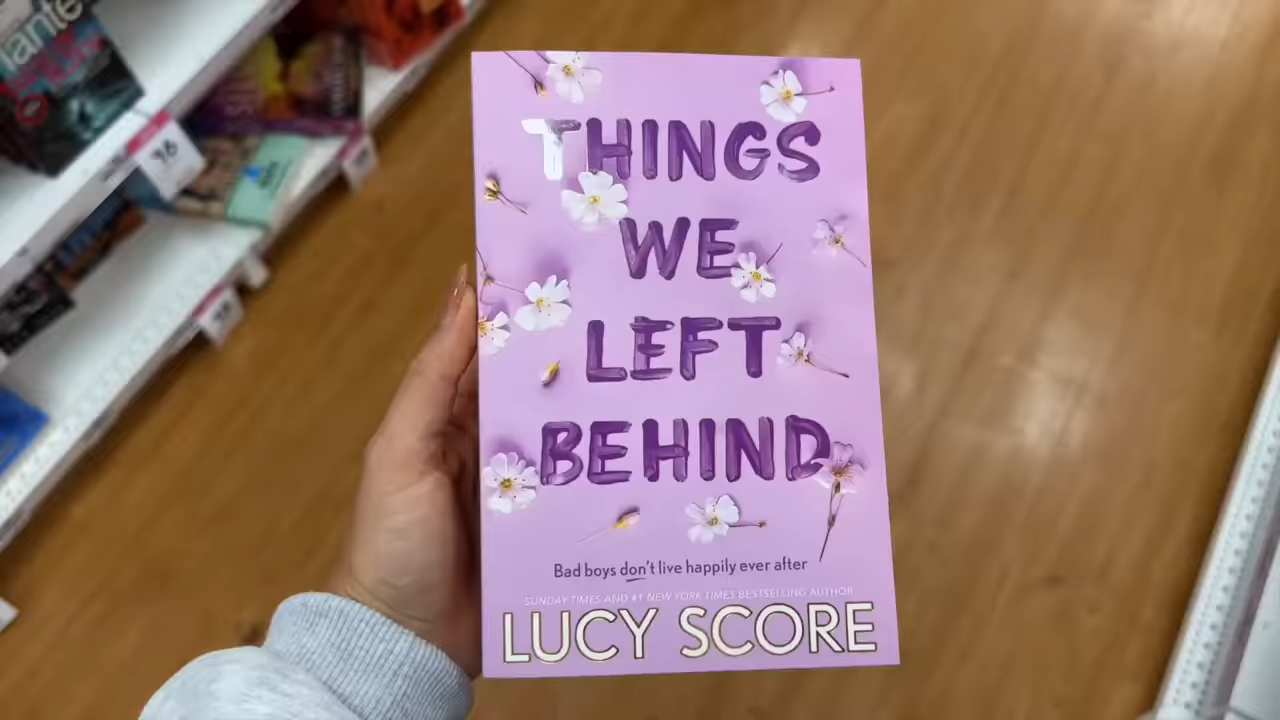 THINGS
WE
LEFT
BEHIND
Bad boys don't live happily ever after
SUNDAY TIMES AND #1 NEW YORK TIMES BESTSELLING AUTHOR
LUCY SCORE